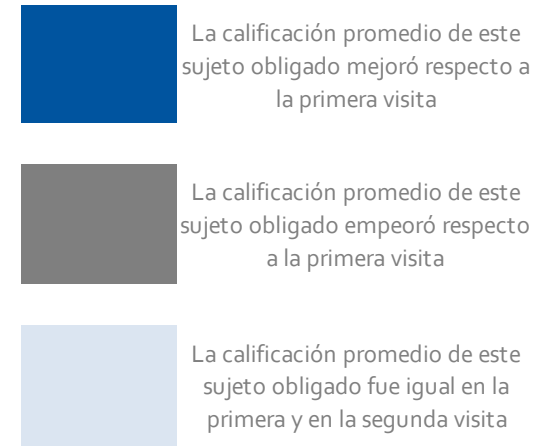 La calificación promedio de este
sujeto obligado mejoró respecto a
la primera visita
La calificación promedio de este
sujeto obligado empeoró respecto
a la primera visita
La calificación promedio de este
sujeto obligado fue igual en la
primera y en la segunda visita